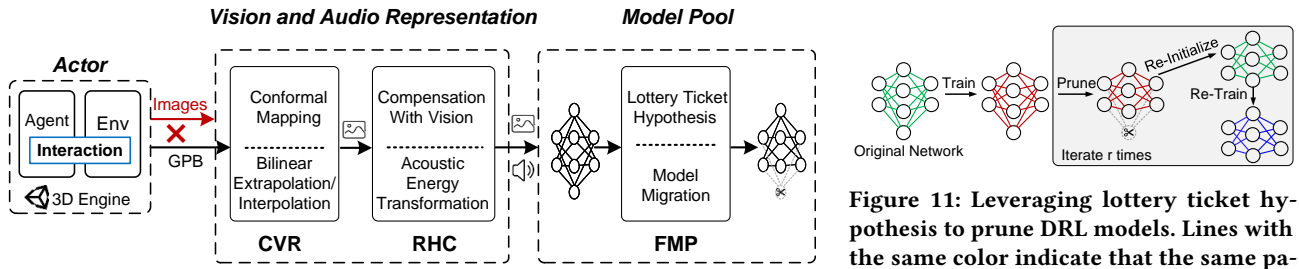 Vision and Audio Representation
Model Pool
Actor
Agent
Env
Interaction
3D Engine
Images
GPB
Conformal
Mapping
Bilinear
Extrapolation/
Interpolation
CVR
Compensation
With Vision
Acoustic
Energy
Transformation
RHC
Lottery Ticket
Hypothesis
Model
Migration
FMP
Original Network
Train
Prune
Re-Initialize
Re-Train
Iterate r times
Figure 11: Leveraging lottery ticket hy-
pothesis to prune DRL models. Lines with
the same color indicate that the same pa-